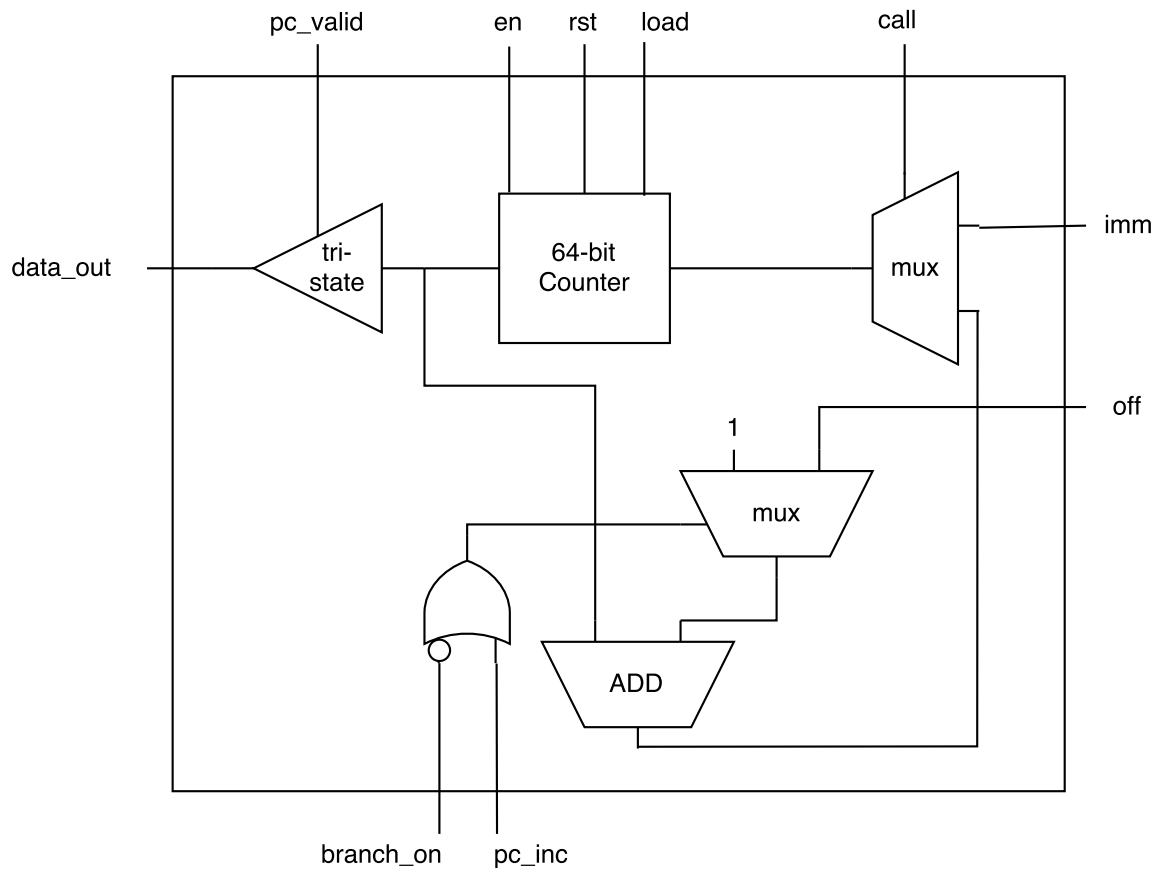 pc_valid
en
rst
load
call
data_out
tri-
state
64-bit
Counter
mux
imm
off
1
mux
ADD
branch_on
pc_inc